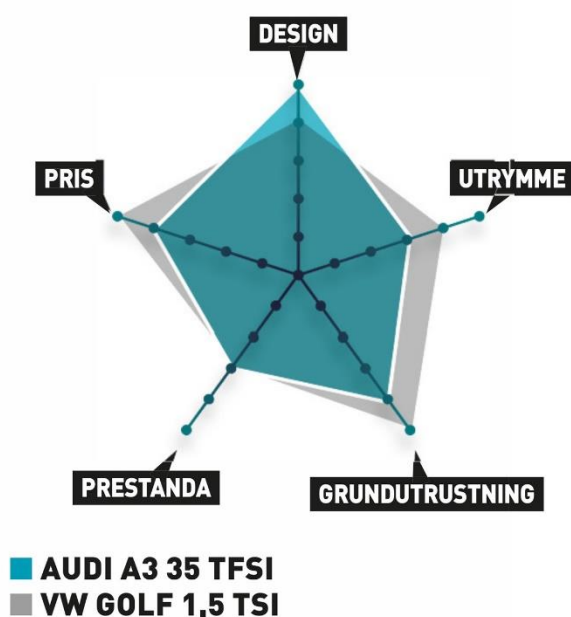 DESIGN
PRIS
UTRYMME
PRESTANDA
GRUNDUTRUSTNING
AUDI A3 35 TFSI
VW GOLF 1,5 TSI